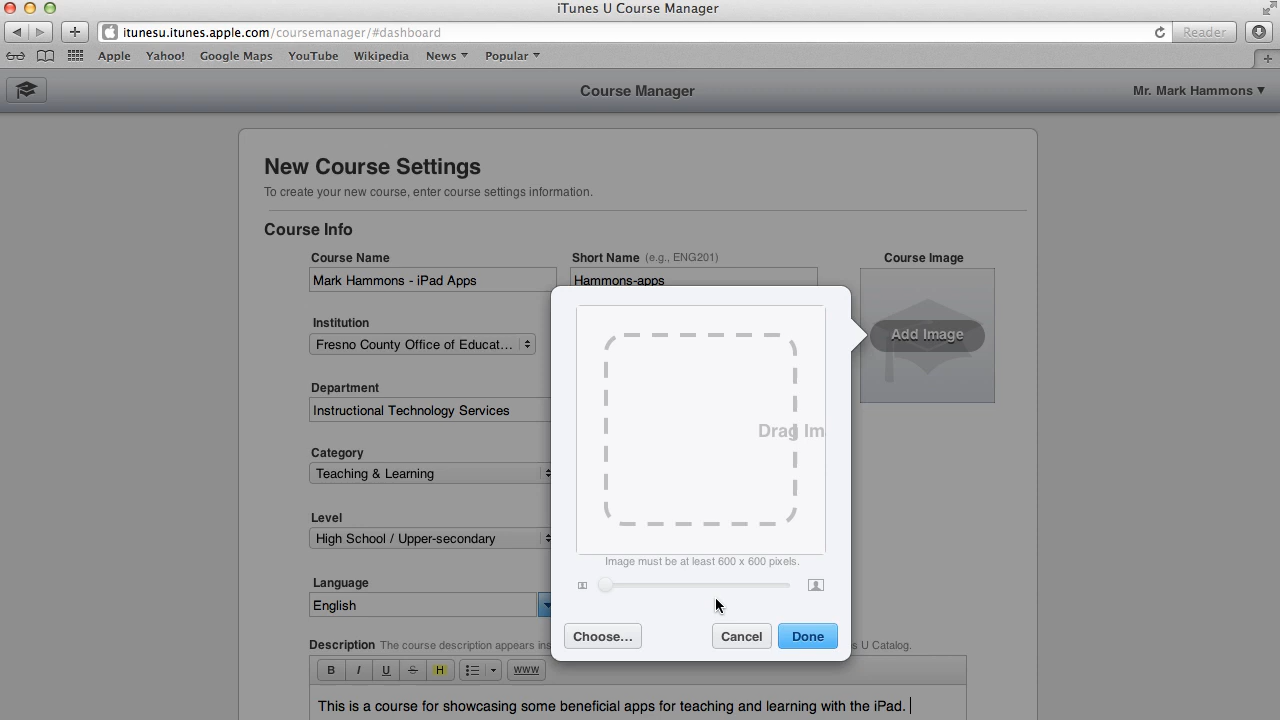 iTunes U Course Manager
itunesu.itunes.apple.com/coursemanager/#dashboard
Reader
Apple Yahoo! Google Maps YouTube Wikipedia News Popular
Course Manager
Mr. Mark Hammons
New Course Settings
To create your new course, enter course settings information.
Course Info
Course Name
Short Name (e.g., ENG201)
Course Image
Mark Hammons - iPad Apps
Hammons-apps
Add Image
Institution
Fresno County Office of Educat...
Department
Instructional Technology Services
Drag Im
Category
Teaching & Learning
Level
High School / Upper-secondary
Image must be at least 600 x 600 pixels.
Language
English
Choose...
Cancel
Done
Description The course description appears ins
s U Catalog.
B I U S H WWW
This is a course for showcasing some beneficial apps for teaching and learning with the iPad.